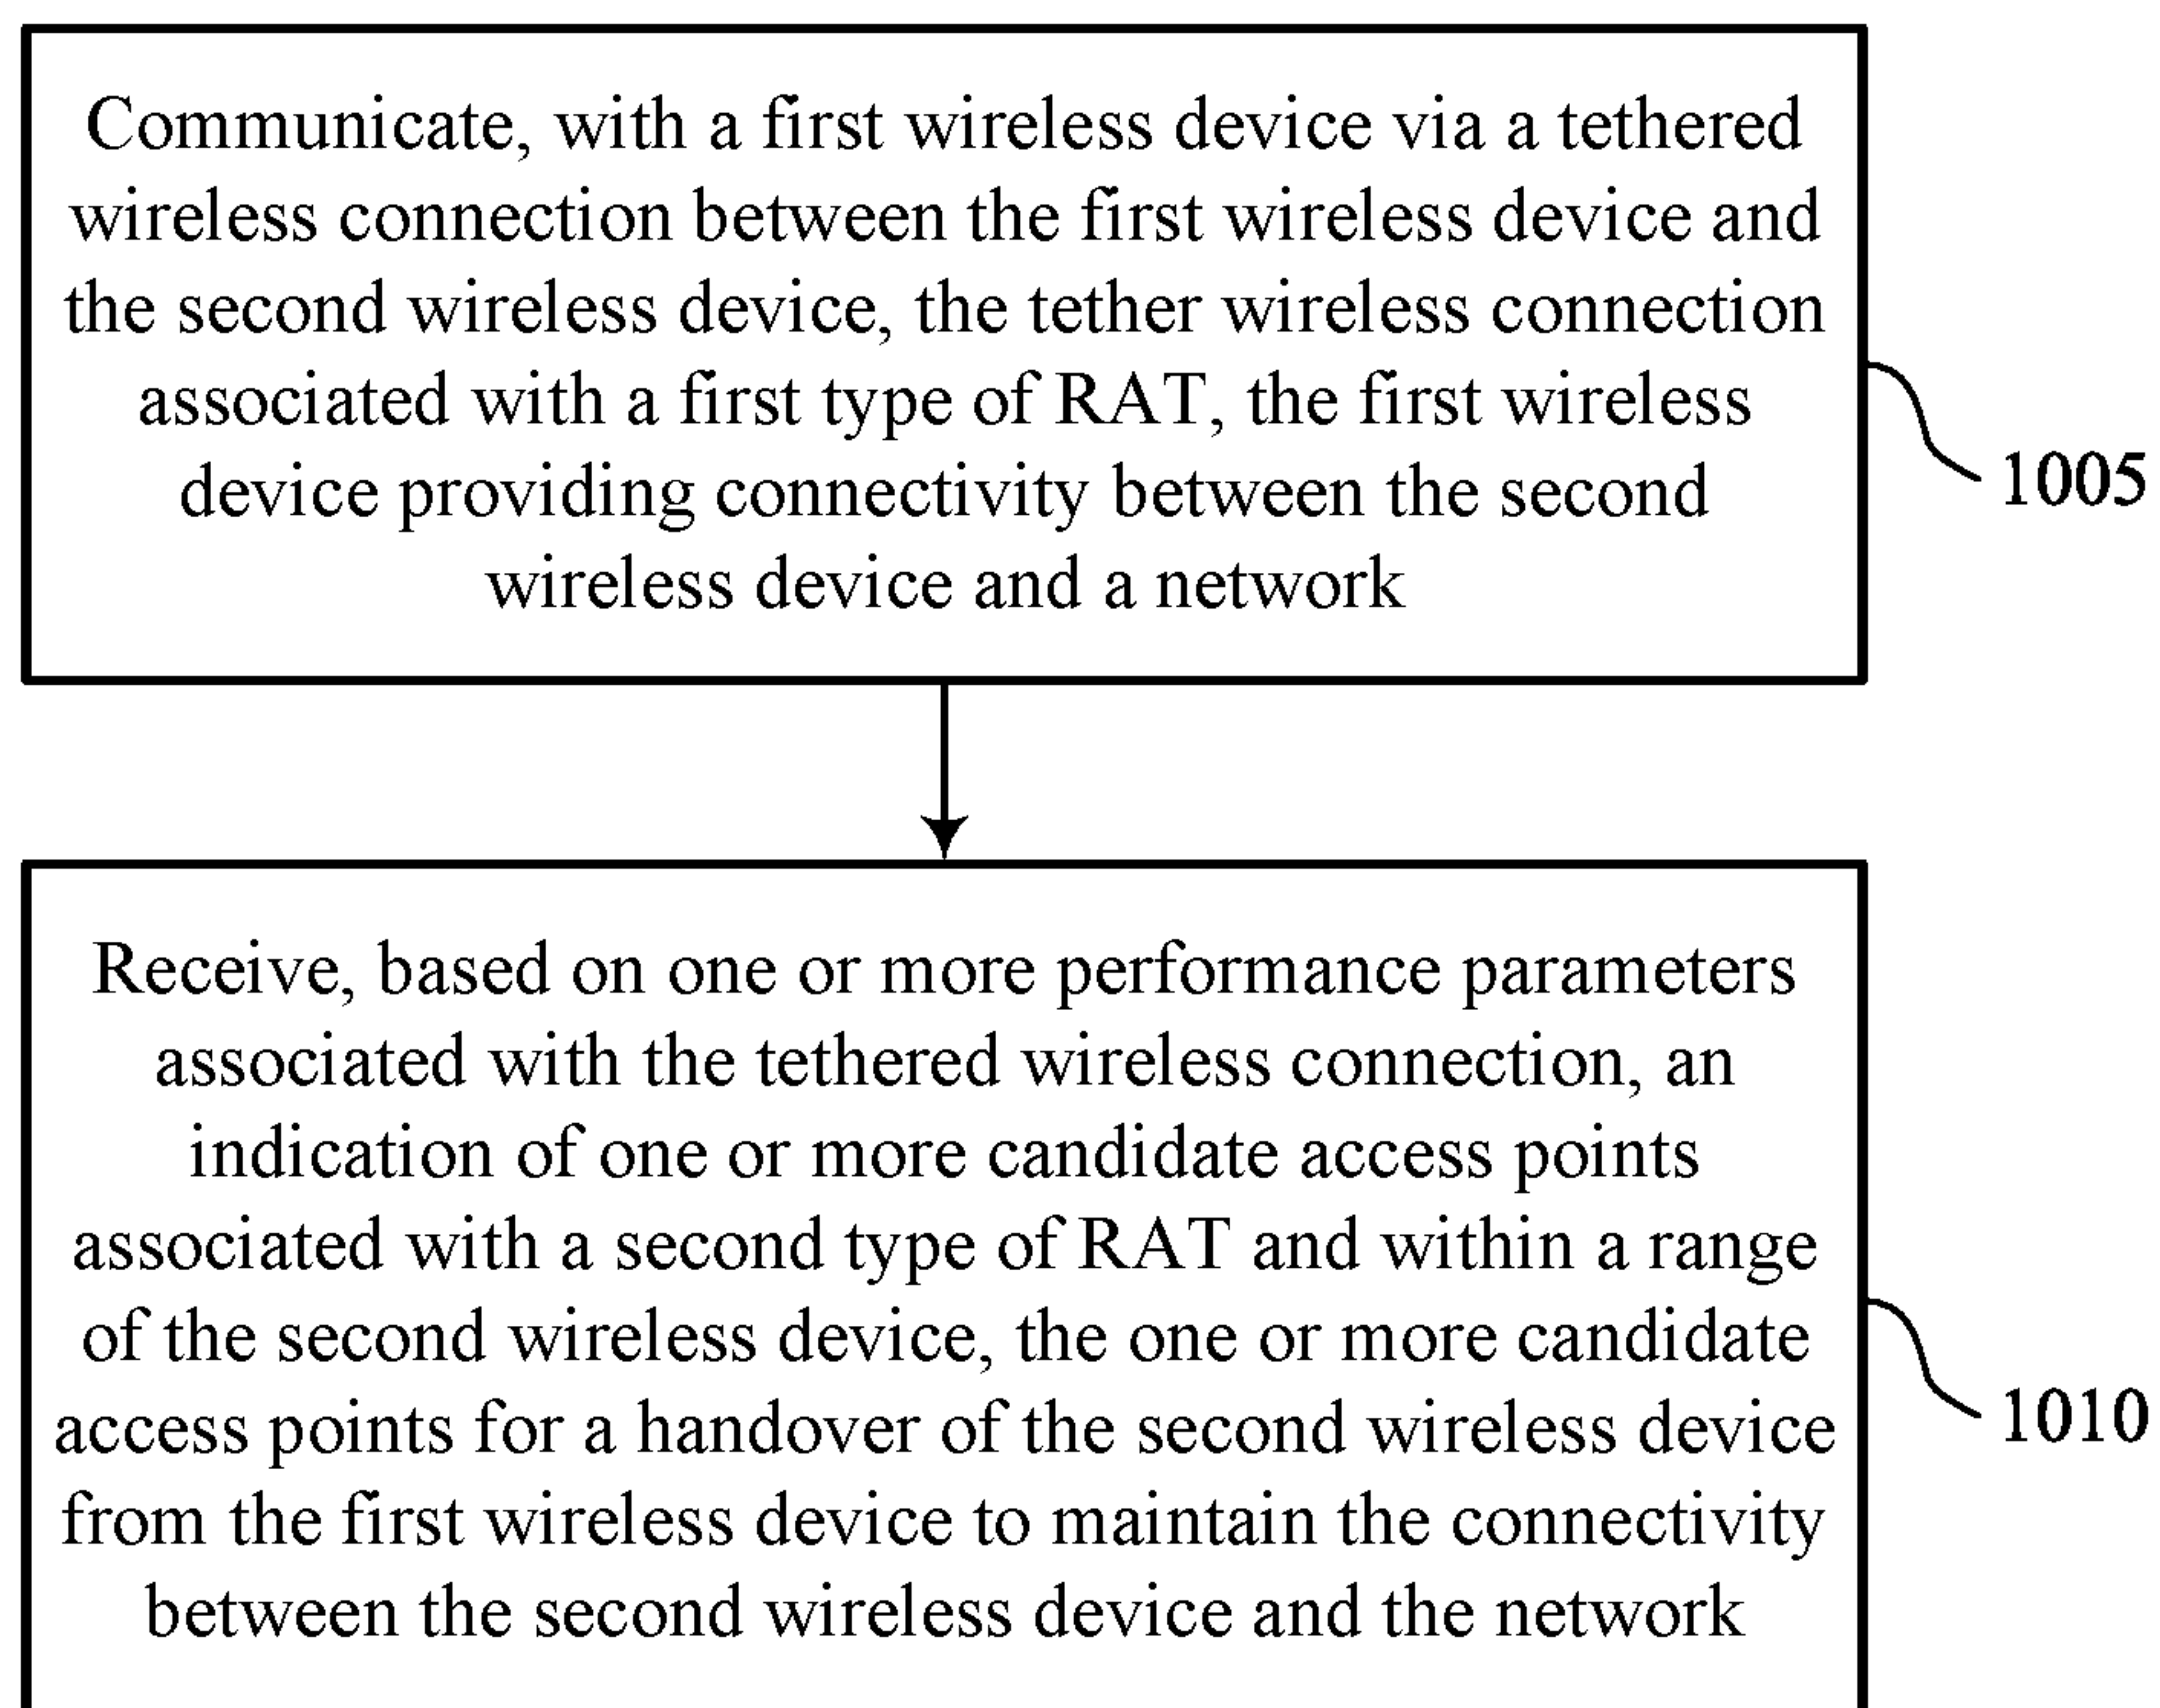 Communicate, with a first wireless device via a tethered
wireless connection between the first wireless device and
the second wireless device, the tether wireless connection
associated with a first type of RAT, the first wireless
device providing connectivity between the second
wireless device and a network
1005
Receive, based on one or more performance parameters
associated with the tethered wireless connection, an
indication of one or more candidate access points
associated with a second type of RAT and within a range
of the second wireless device, the one or more candidate
access points for a handover of the second wireless device
from the first wireless device to maintain the connectivity
between the second wireless device and the network
1010